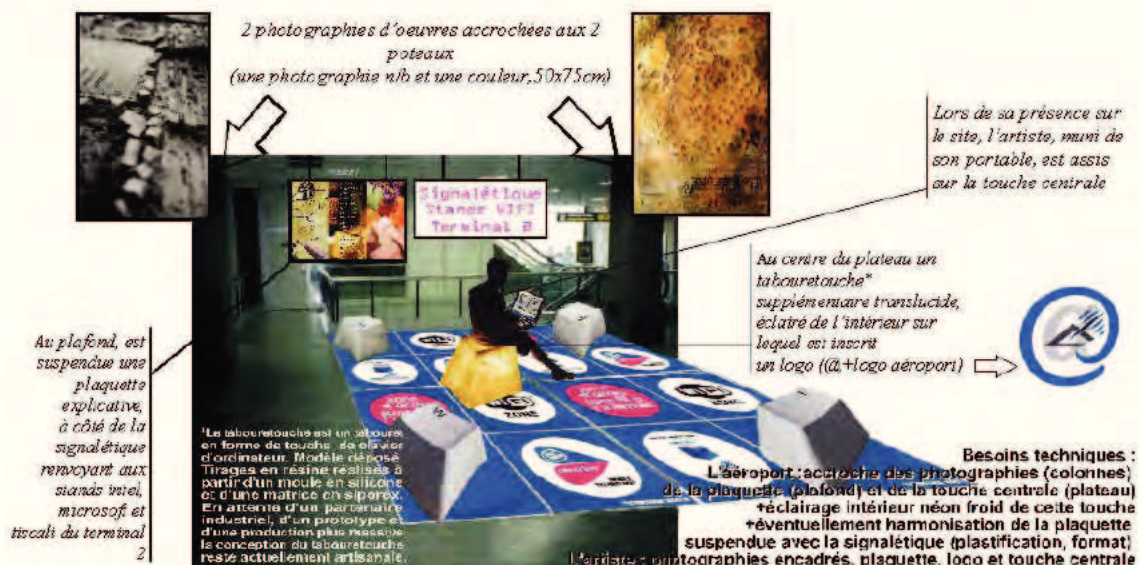 2 photographies d'oeuvres accrochées aux 2
poteaux
(une photographie n/b et une couleur,50x75cm)
Lors de sa présence sur
le site, l'artiste, muni de
son portable, est assis
sur la touche centrale
Signalétique
Stands WIFI
Terminal 2
Au centre du plateau un
tabouretouche*
supplémentaire translucide,
éclairé de l'intérieur sur
lequel est inscrit
un logo ((@+logo aéroport)
Au plafond, est
suspendue une
plaquette
explicative,
à côté de la
signalétique
renvoyant aux
stands intel,
microsoft et
tiscali du terminal
2
ZONE
W
*Le tabouretouche est un tabouret
en forme de touche de clavier
d'ordinateur. Modèle déposé.
Tirages en résine réalisés à
partir d'un moule en silicone
et d'une matrice en siporex.
En attente d'un partenaire
industriel, d'un prototype et
d'une production plus massive
la conception du tabouretouche
reste actuellement artisanale.
Besoins techniques :
L'aéroport :accroche des photographies (colonnes)
de la plaquette (plafond) et de la touche centrale (plateau)
+éclairage intérieur néon froid de cette touche
+éventuellement harmonisation de la plaquette
suspendue avec la signalétique (plastification, format)
L'artiste : photographies encadrés, plaquette, logo et touche centrale